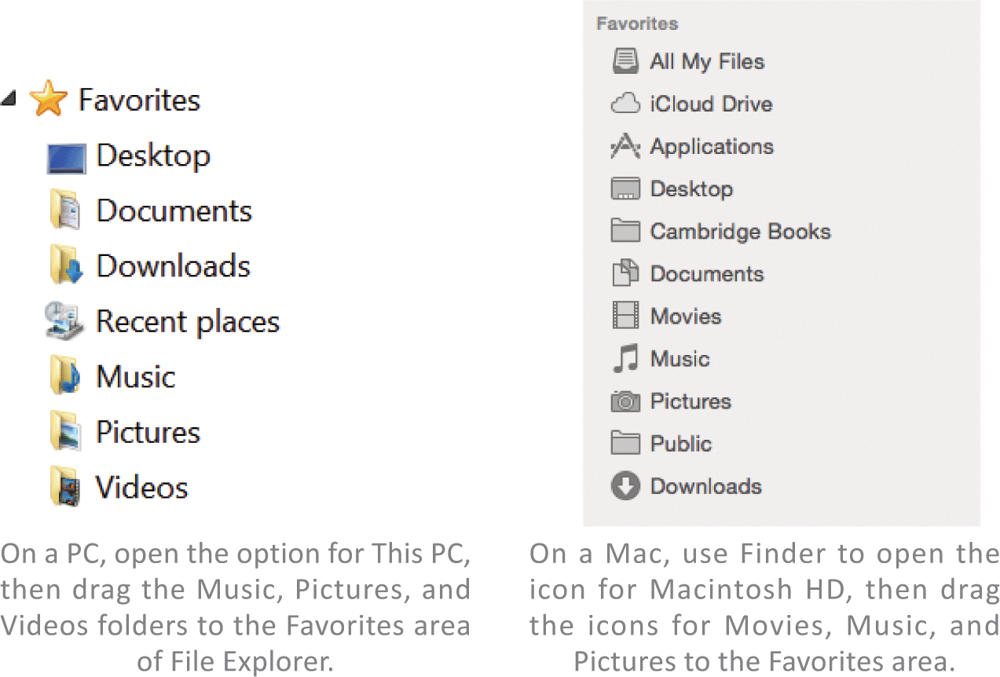 Favorites
Desktop
Documents
Downloads
Recent places
Music
Pictures
Videos
On a PC, open the option for This PC,
then drag the Music, Pictures, and
Videos folders to the Favorites area
of File Explorer.
Favorites
All My Files
iCloud Drive
Applications
Desktop
Cambridge Books
Documents
Movies
Music
Pictures
Public
Downloads
On a Mac, use Finder to open the
icon for Macintosh HD, then drag
the icons for Movies, Music, and
Pictures to the Favorites area.